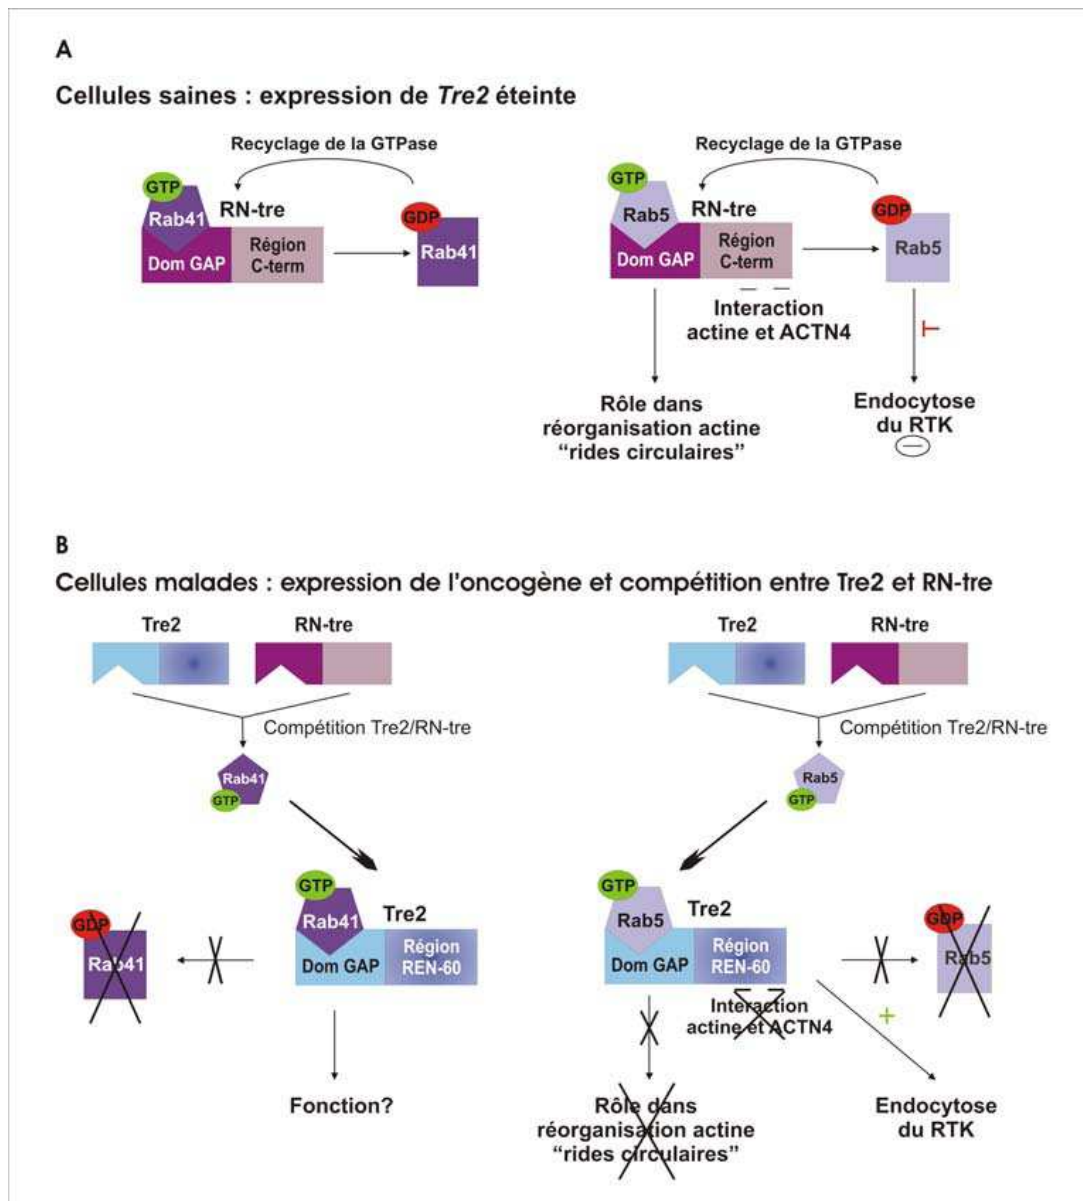 A
Cellules saines : expression de Tre2 éteinte
Recyclage de la GTPase
GTP
Rab41
RN-tre
Dom GAP
Région
C-term
GDP
Rab41
Recyclage de la GTPase
GTP
Rab5
RN-tre
Dom GAP
Région
C-term
GDP
Rab5
Interaction
actine et ACTN4
Rôle dans
réorganisation actine
“rides circulaires”
Endocytose
du RTK
B
Cellules malades : expression de l’oncogène et compétition entre Tre2 et RN-tre
Tre2
RN-tre
Compétition Tre2/RN-tre
Rab41
GTP
GTP
Rab41
Tre2
Dom GAP
Région
REN-60
GDP
Rab41
Fonction?
Tre2
RN-tre
Compétition Tre2/RN-tre
Rab5
GTP
GTP
Rab5
Tre2
Dom GAP
Région
REN-60
GDP
Rab5
Interaction
actine et ACTN4
+
Rôle dans
réorganisation actine
“rides circulaires”
Endocytose
du RTK